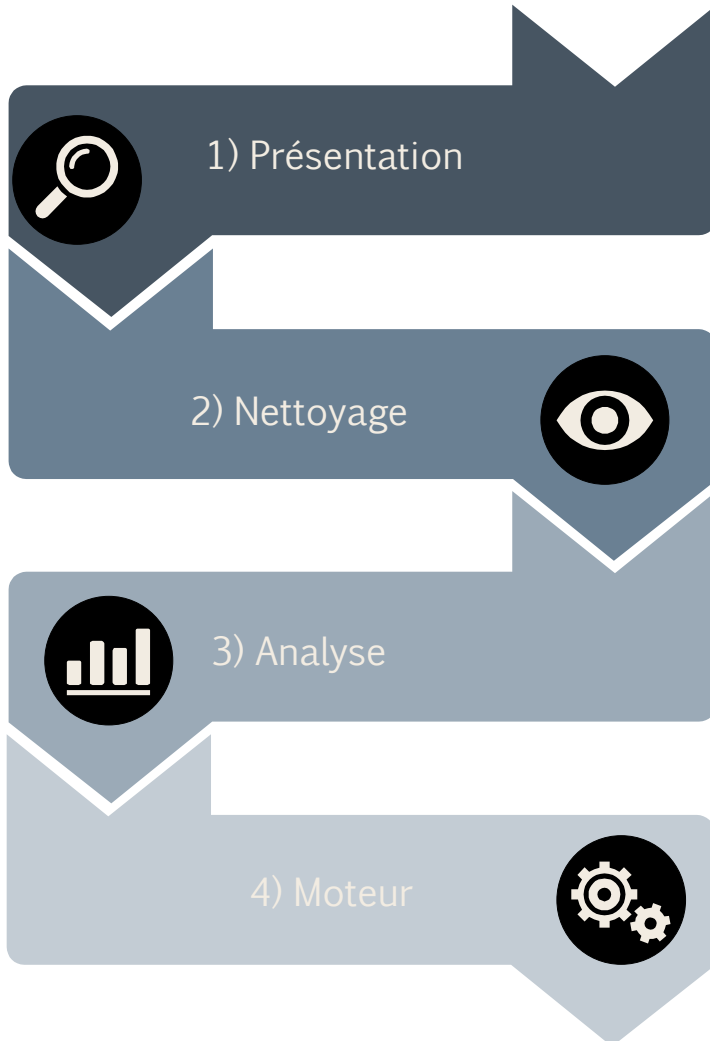 1) Présentation
2) Nettoyage
3) Analyse
4) Moteur